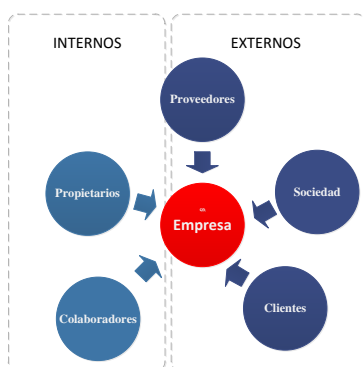 INTERNOS
EXTERNOS
Proveedores
Propietarios
Sociedad
Empresa
Colaboradores
Clientes